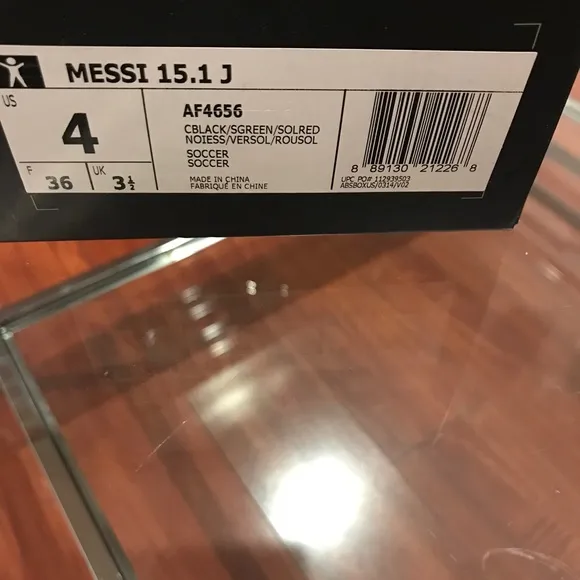 MESSI 15.1 J
US
4
F
36
UK
3½
AF4656
CBLACK/SGREEN/SOLRED
NOIESS/VERSOL/ROUSOL
SOCCER
SOCCER
MADE IN CHINA
FABRIQUÉ EN CHINE
8 89130 21226 8
UPC PO# 112939503
ABSBOXUS/0314/V02